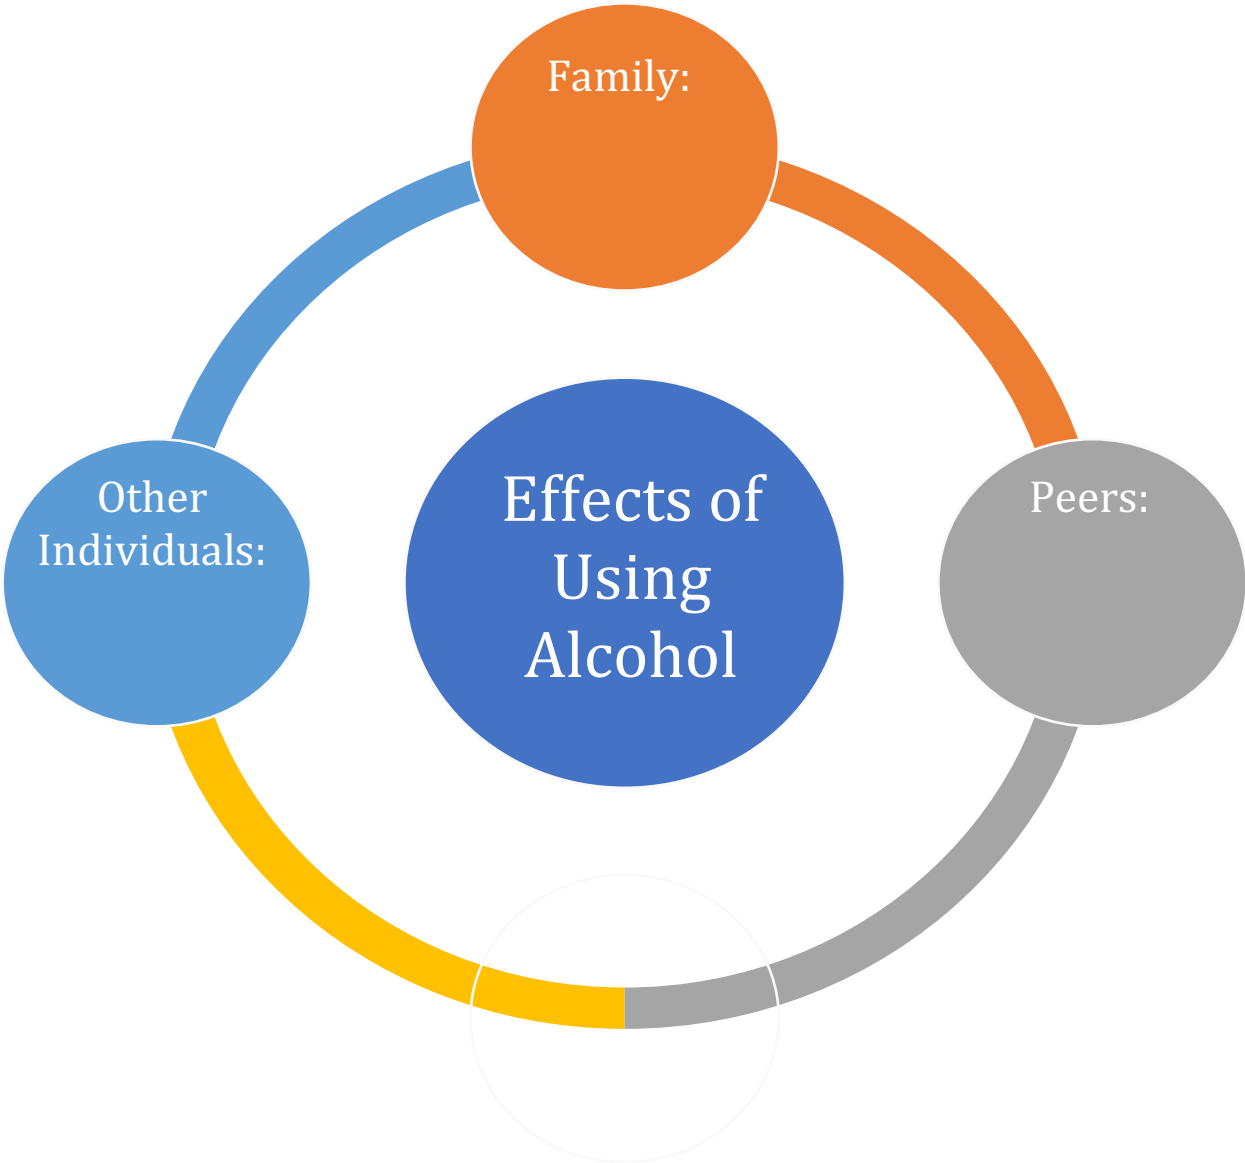 Family:
Other
Individuals:
Effects of
Using
Alcohol
Peers: